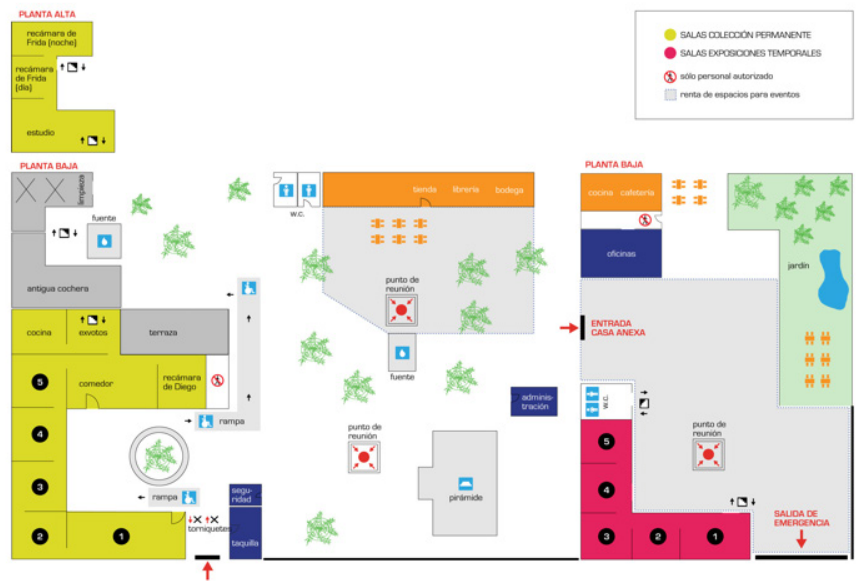 PLANTA ALTA
recámara de
Frida (noche)
recámara
de Frida
(día)
estudio
SALAS COLECCIÓN PERMANENTE
SALAS EXPOSICIONES TEMPORALES
sólo personal autorizado
renta de espacios para eventos
PLANTA BAJA
limpieza
fuente
antigua cochera
cocina
exvotos
terraza
5
comedor
recámara
de Diego
4
rampa
3
rampa
segu-
ridad
2
1
torniquetes
taquilla
w.c.
tienda
librería
bodega
punto de
reunión
fuente
adminis-
tración
punto de
reunión
pirámide
PLANTA BAJA
cocina
cafetería
oficinas
jardín
ENTRADA
CASA ANEXA
w.c.
5
punto de
reunión
4
3
2
1
SALIDA DE
EMERGENCIA